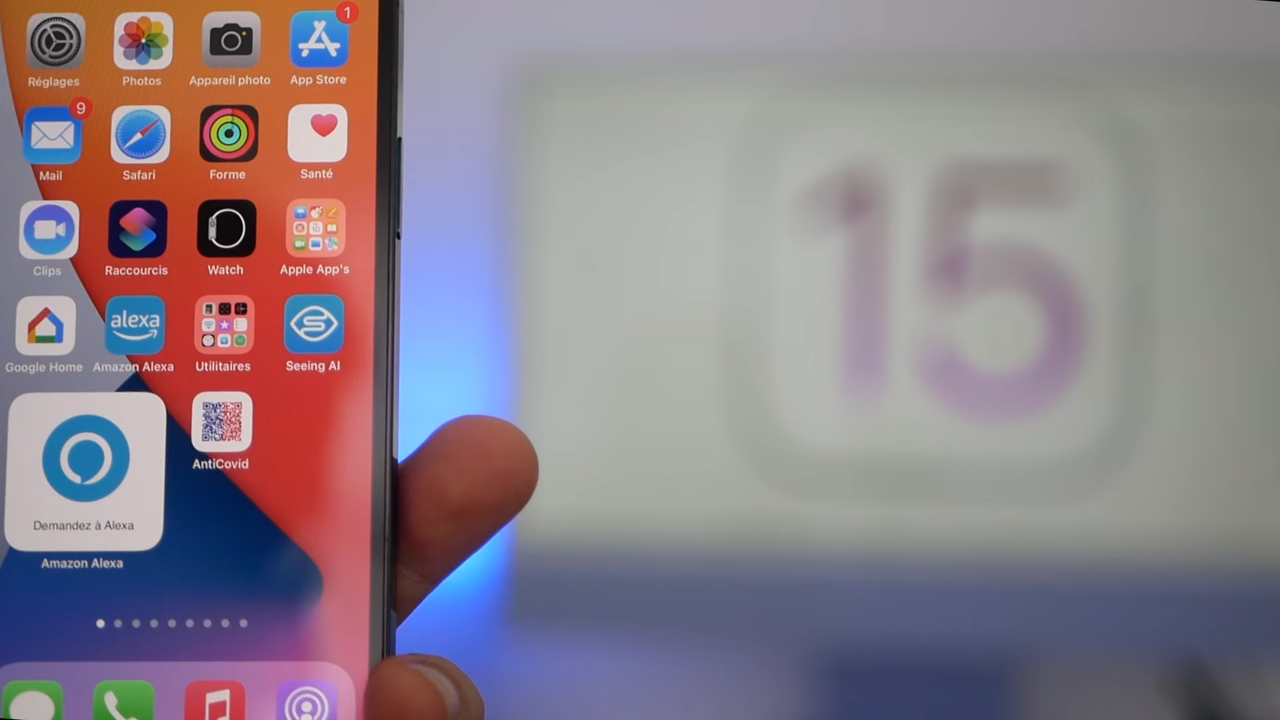 1
Réglages Photos Appareil photo App Store
9
Mail Safari Forme Santé
Clips Raccourcis Watch Apple App's
alexa
Google Home Amazon Alexa Utilitaires Seeing AI
Demandez à Alexa
AntiCovid
Amazon Alexa
15